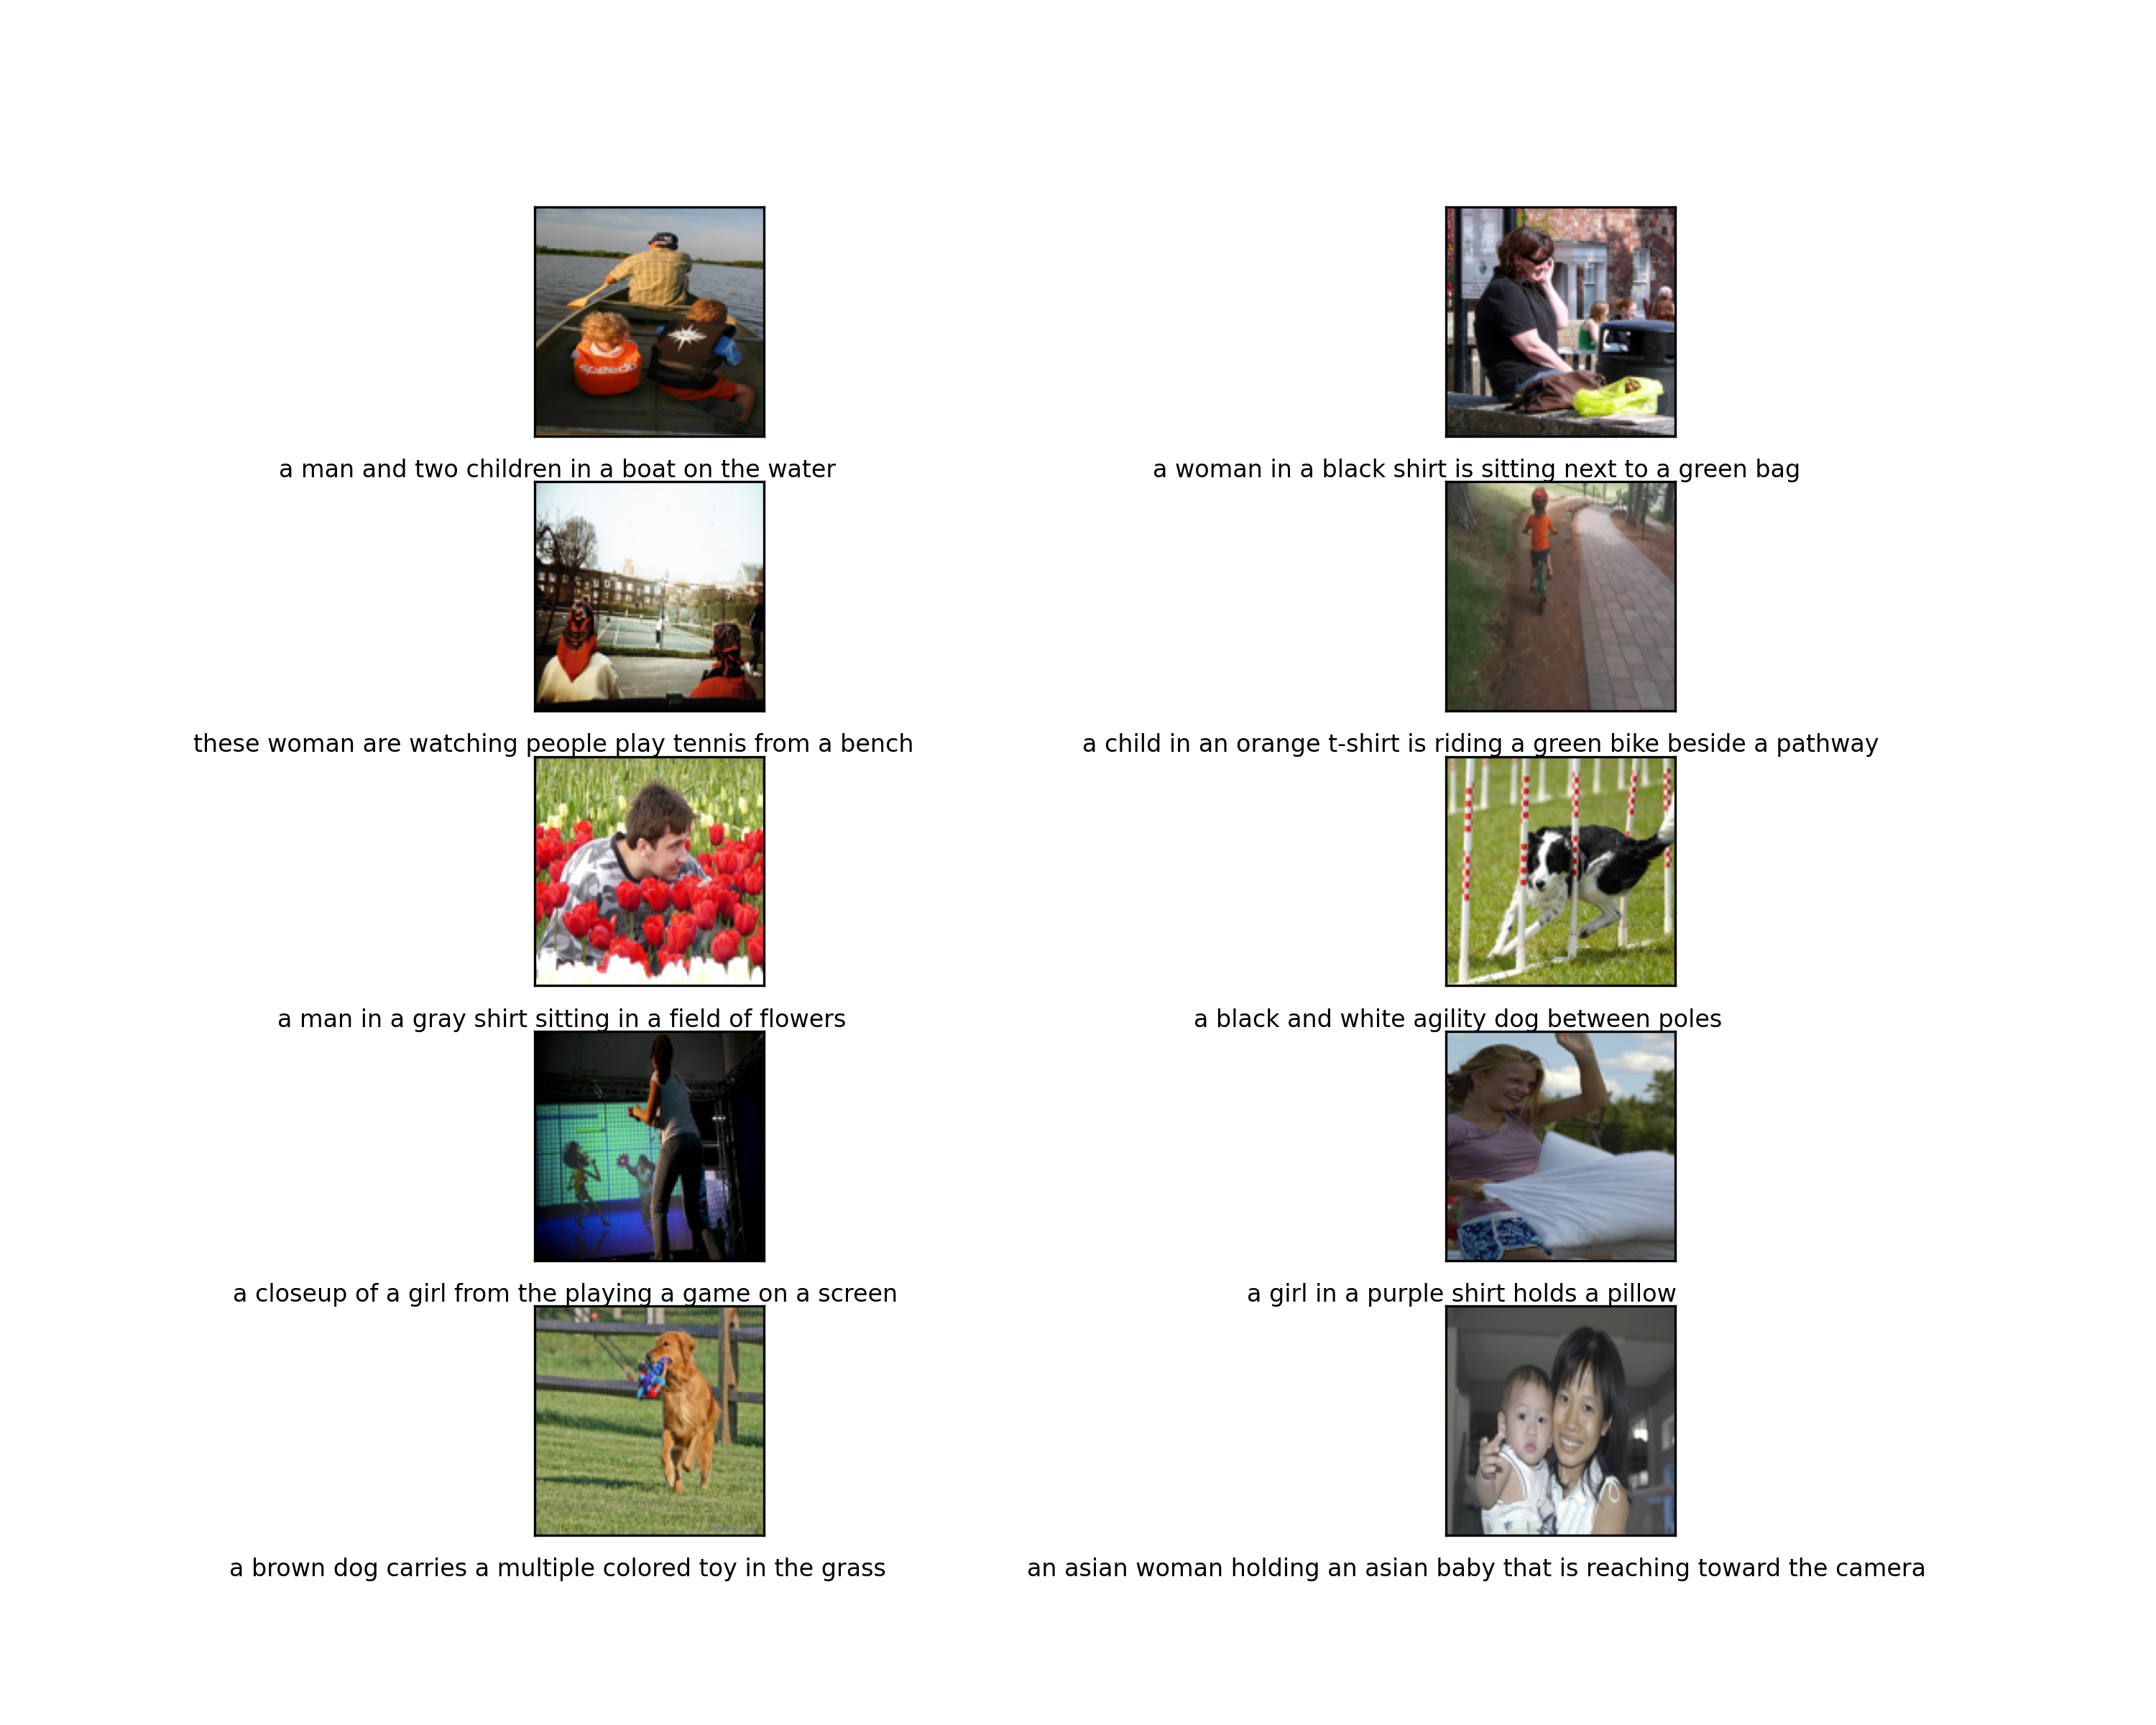 speedo
a man and two children in a boat on the water
a woman in a black shirt is sitting next to a green bag
these woman are watching people play tennis from a bench
a child in an orange t-shirt is riding a green bike beside a pathway
a man in a gray shirt sitting in a field of flowers
a black and white agility dog between poles
a closeup of a girl from the playing a game on a screen
a girl in a purple shirt holds a pillow
a brown dog carries a multiple colored toy in the grass
an asian woman holding an asian baby that is reaching toward the camera